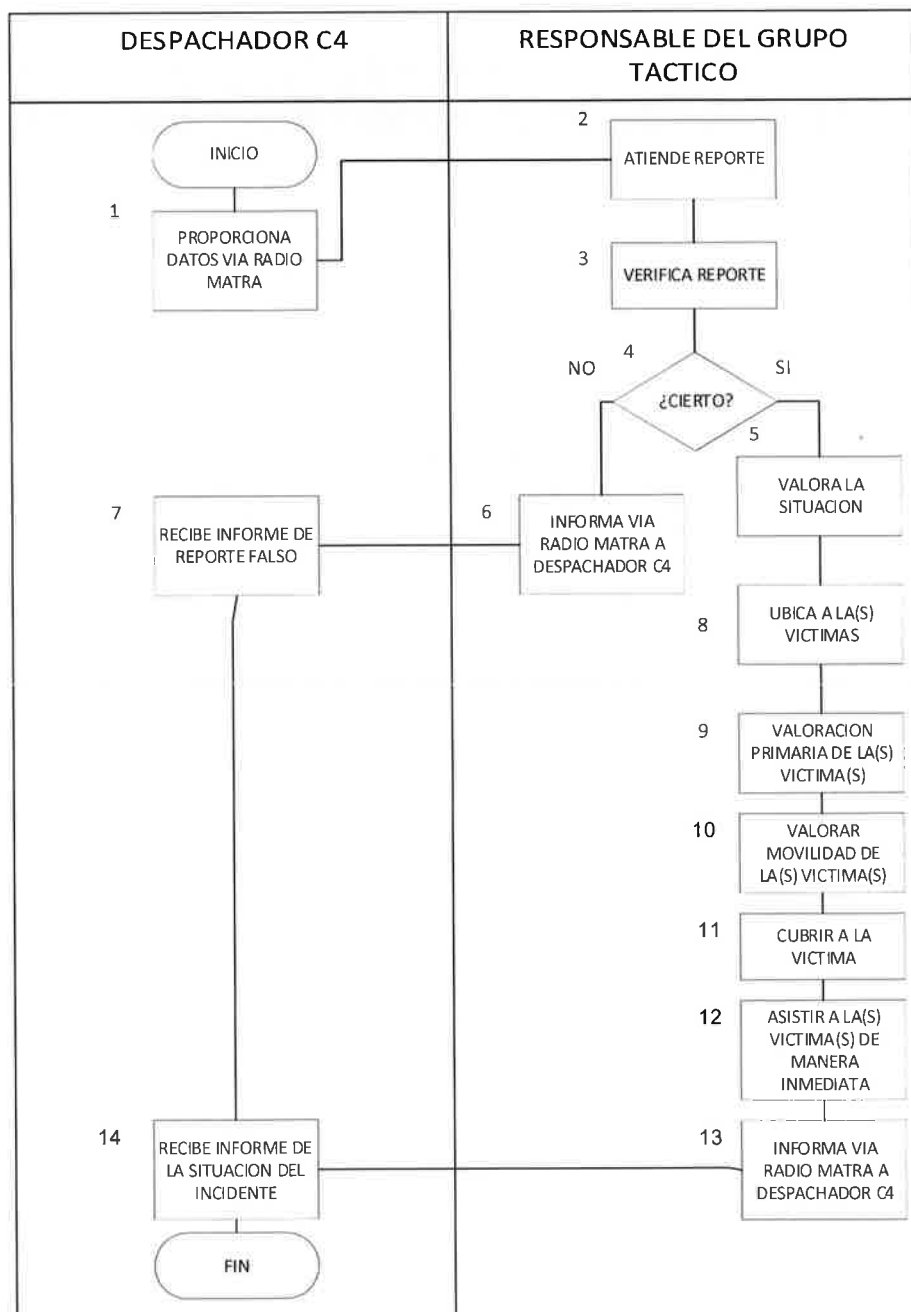 DESPACHADOR C4
RESPONSABLE DEL GRUPO
TACTICO
INICIO
1
PROPORCIONA
DATOS VIA RADIO
MATRA
2
ATIENDE REPORTE
3
VERIFICA REPORTE
4
NO
SI
¿CIERTO?
5
VALORA LA
SITUACION
6
INFORMA VIA
RADIO MATRA A
DESPACHADOR C4
7
RECIBE INFORME DE
REPORTE FALSO
8
UBICA A LA(S)
VICTIMAS
9
VALORACION
PRIMARIA DE LA(S)
VICTIMA(S)
10
VALORAR
MOVILIDAD DE
LA(S) VICTIMA(S)
11
CUBRIR A LA
VICTIMA
12
ASISTIR A LA(S)
VICTIMA(S) DE
MANERA
INMEDIATA
13
INFORMA VIA
RADIO MATRA A
DESPACHADOR C4
14
RECIBE INFORME DE
LA SITUACION DEL
INCIDENTE
FIN